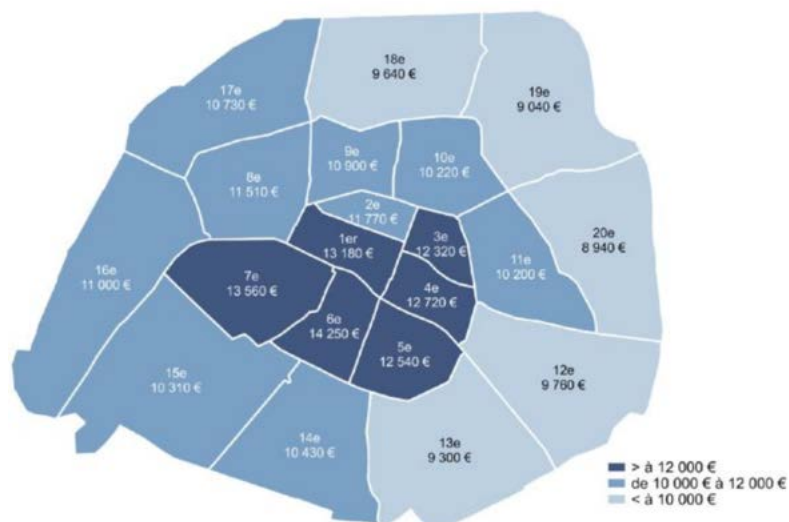 18e
9 640 €
17e
10 730 €
19e
9 040 €
9e
10 900 €
10e
10 220 €
8e
11 510 €
2e
11 770 €
1er
13 180 €
3e
12 320 €
20e
8 940 €
11e
10 200 €
16e
11 000 €
7e
13 560 €
4e
12 720 €
6e
14 250 €
5e
12 540 €
15e
10 310 €
12e
9 760 €
14e
10 430 €
13e
9 300 €
> à 12 000 €
de 10 000 € à 12 000 €
< à 10 000 €